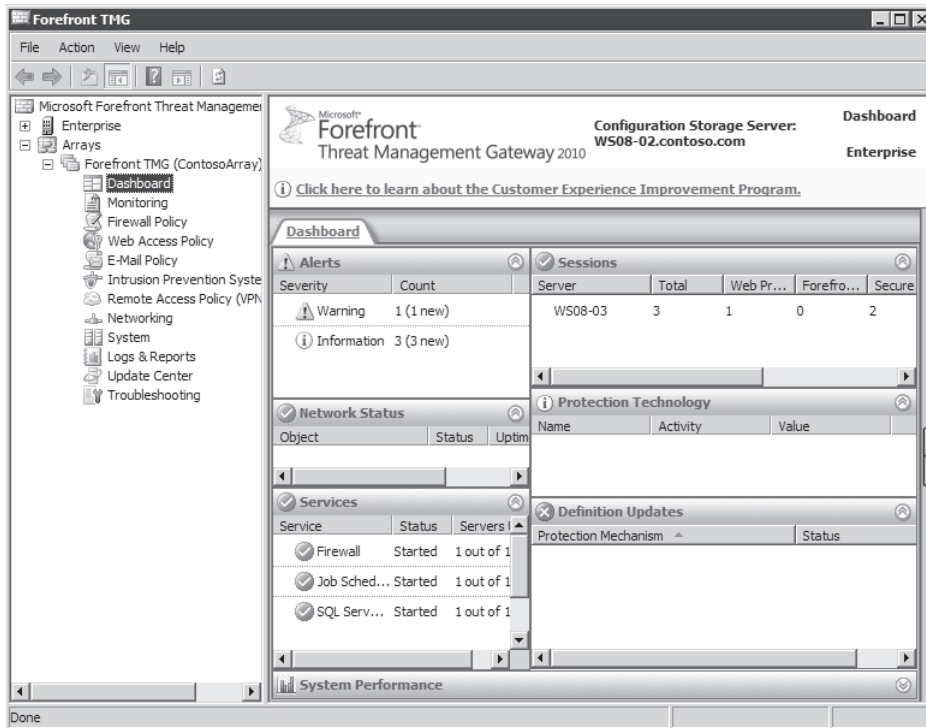 Forefront TMG
File Action View Help
Microsoft Forefront Threat Manageme
Enterprise
Arrays
Forefront TMG (ContosoArray)
Dashboard
Monitoring
Firewall Policy
Web Access Policy
E-Mail Policy
Intrusion Prevention Syste
Remote Access Policy (VPN
Networking
System
Logs & Reports
Update Center
Troubleshooting
Microsoft®
Forefront™
Threat Management Gateway 2010
Configuration Storage Server:
WS08-02.contoso.com
Dashboard
Enterprise
Click here to learn about the Customer Experience Improvement Program.
Dashboard
Alerts
Severity Count
Warning 1 (1 new)
Information 3 (3 new)
Network Status
Object Status Uptim
Services
Service Status Servers
Firewall Started 1 out of 1
Job Sched... Started 1 out of 1
SQL Serv... Started 1 out of 1
Sessions
Server Total Web Pr... Forefro... Secure
WS08-03 3 1 0 2
Protection Technology
Name Activity Value
Definition Updates
Protection Mechanism Status
System Performance
Done